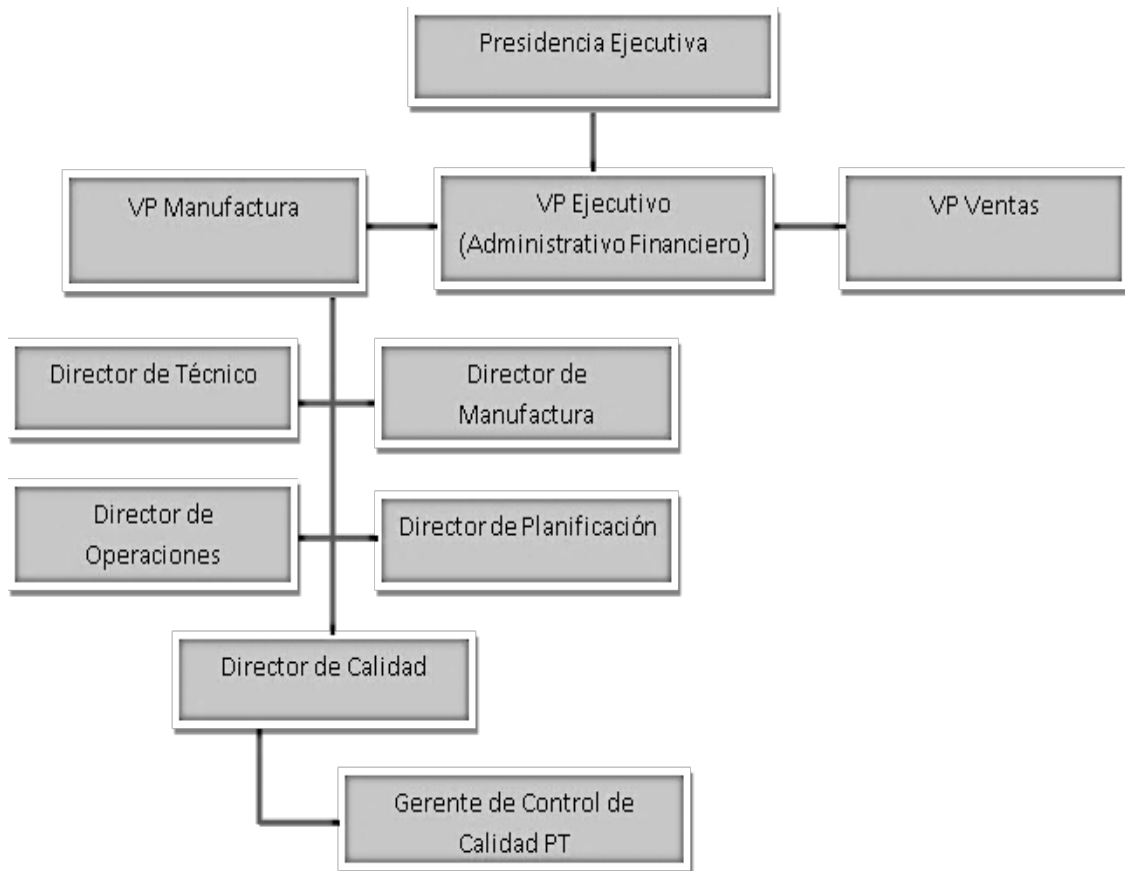 Presidencia Ejecutiva
VP Manufactura
VP Ejecutivo
(Administrativo Financiero)
VP Ventas
Director de Técnico
Director de
Manufactura
Director de
Operaciones
Director de Planificación
Director de Calidad
Gerente de Control de
Calidad PT